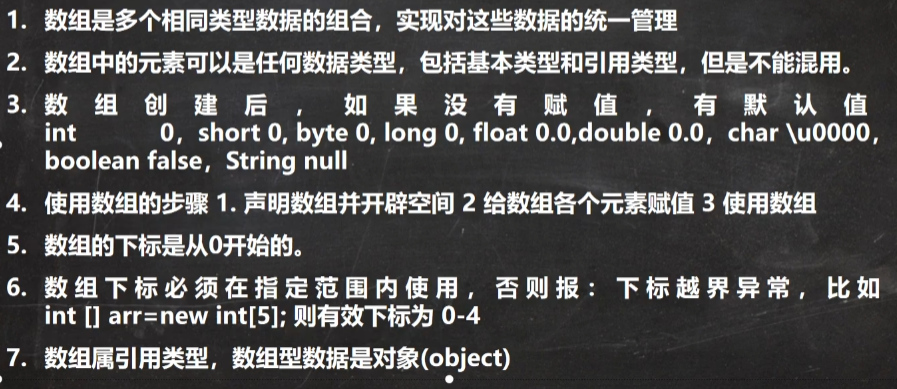 1. 数组是多个相同类型数据的组合，实现对这些数据的统一管理
2. 数组中的元素可以是任何数据类型，包括基本类型和引用类型，但是不能混用。
3. 数组创建后，如果没有赋值，有默认值
int 0，short 0, byte 0, long 0, float 0.0,double 0.0，char \u0000，
boolean false，String null
4. 使用数组的步骤 1. 声明数组并开辟空间 2 给数组各个元素赋值 3 使用数组
5. 数组的下标是从0开始的。
6. 数组下标必须在指定范围内使用，否则报：下标越界异常，比如
int [] arr=new int[5]; 则有效下标为 0-4
7. 数组属引用类型，数组型数据是对象(object)